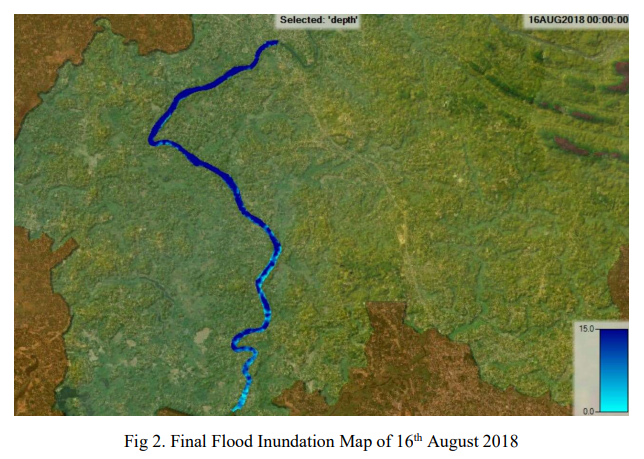 Selected: 'depth'
16AUG2018 00:00:00
15.0
0.0
Fig 2. Final Flood Inundation Map of 16th August 2018